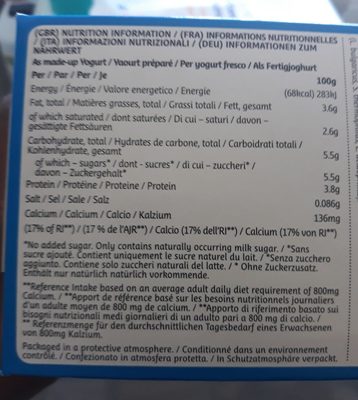 (GBR) NUTRITION INFORMATION / (FRA) INFORMATIONS NUTRITIONNELLES
/ (ITA) INFORMAZIONI NUTRIZIONALI / (DEU) INFORMATIONEN ZUM
NÄHRWERT
As made-up Yogurt / Yaourt préparé / Per yogurt fresco / Als Fertigjoghurt
Per / Par / Per / Je 100g
Energy / Énergie / Valore energetico / Energie (68kcal) 283kJ
Fat, total / Matières grasses, total / Grassi totali / Fett, gesamt 3.6g
of which saturated / dont saturées / Di cui – saturi / davon –
gesättigte Fettsäuren 2.6g
Carbohydrate, total / Hydrates de carbone, total / Carboidrati totali /
Kohlenhydrate, gesamt 5.5g
of which – sugars* / dont - sucres* / di cui – zuccheri* /
davon – Zuckerngehalt* 5.5g
Protein / Protéine / Proteine / Protein 3.8g
Salt / Sel / Sale / Salz 0.086g
Calcium / Calcium / Calcio / Kalzium 136mg
(17% of RI**) / (17 % de l'AJR**) / Calcio (17% dell'RI**) / Kalzium (17% von RI**)
*No added sugar. Only contains naturally occurring milk sugar. / *Sans
sucre ajouté. Contient uniquement le sucre naturel du lait. / *Senza zucchero
aggiunto. Contiene solo zuccheri naturali del latte. / * Ohne Zuckerzusatz.
Enthält nur natürlich vorkommende.
**Reference Intake based on an average adult daily diet requirement of 800mg
Calcium. / **Apport de référence basé sur les besoins nutritionnels journaliers
d'un adulte moyen de 800 mg de calcium. / **Apporto di riferimento basato sui
bisogni nutrizionali medi giornalieri di un adulto pari a 800 mg di calcio. /
** Referenzmenge für den durchschnittlichen Tagesbedarf eines Erwachsenen
von 800mg Kalzium.
Packaged in a protective atmosphere. / Conditionné dans un environnement
contrôlé. / Confezionato in atmosfera protetta. / In Schutzatmosphäre verpackt.